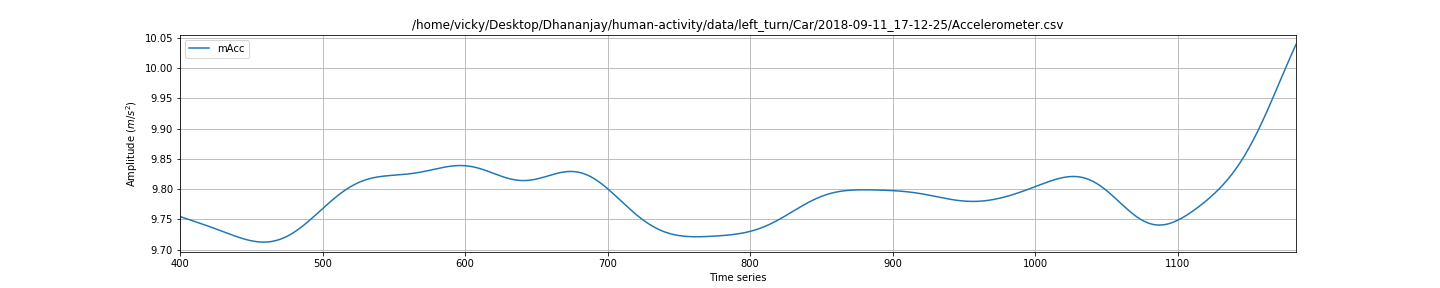 /home/vicky/Desktop/Dhananjay/human-activity/data/left_turn/Car/2018-09-11_17-12-25/Accelerometer.csv
mAcc
10.05
10.00
9.95
9.90
9.85
9.80
9.75
9.70
Amplitude (m/s²)
400 500 600 700 800 900 1000 1100
Time series